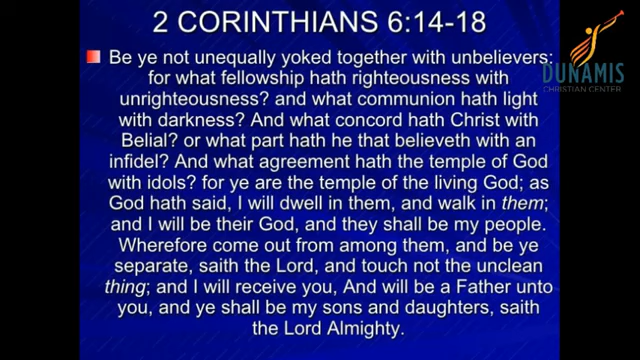 2 CORINTHIANS 6:14-18
Be ye not unequally yoked together with unbelievers:
for what fellowship hath righteousness with
unrighteousness? and what communion hath light
with darkness? And what concord hath Christ with
Belial? or what part hath he that believeth with an
infidel? And what agreement hath the temple of God
with idols? for ye are the temple of the living God; as
God hath said, I will dwell in them, and walk in them;
and I will be their God, and they shall be my people.
Wherefore come out from among them, and be ye
separate, saith the Lord, and touch not the unclean
thing; and I will receive you, And will be a Father unto
you, and ye shall be my sons and daughters, saith
the Lord Almighty.
DUNAMIS
CHRISTIAN CENTER